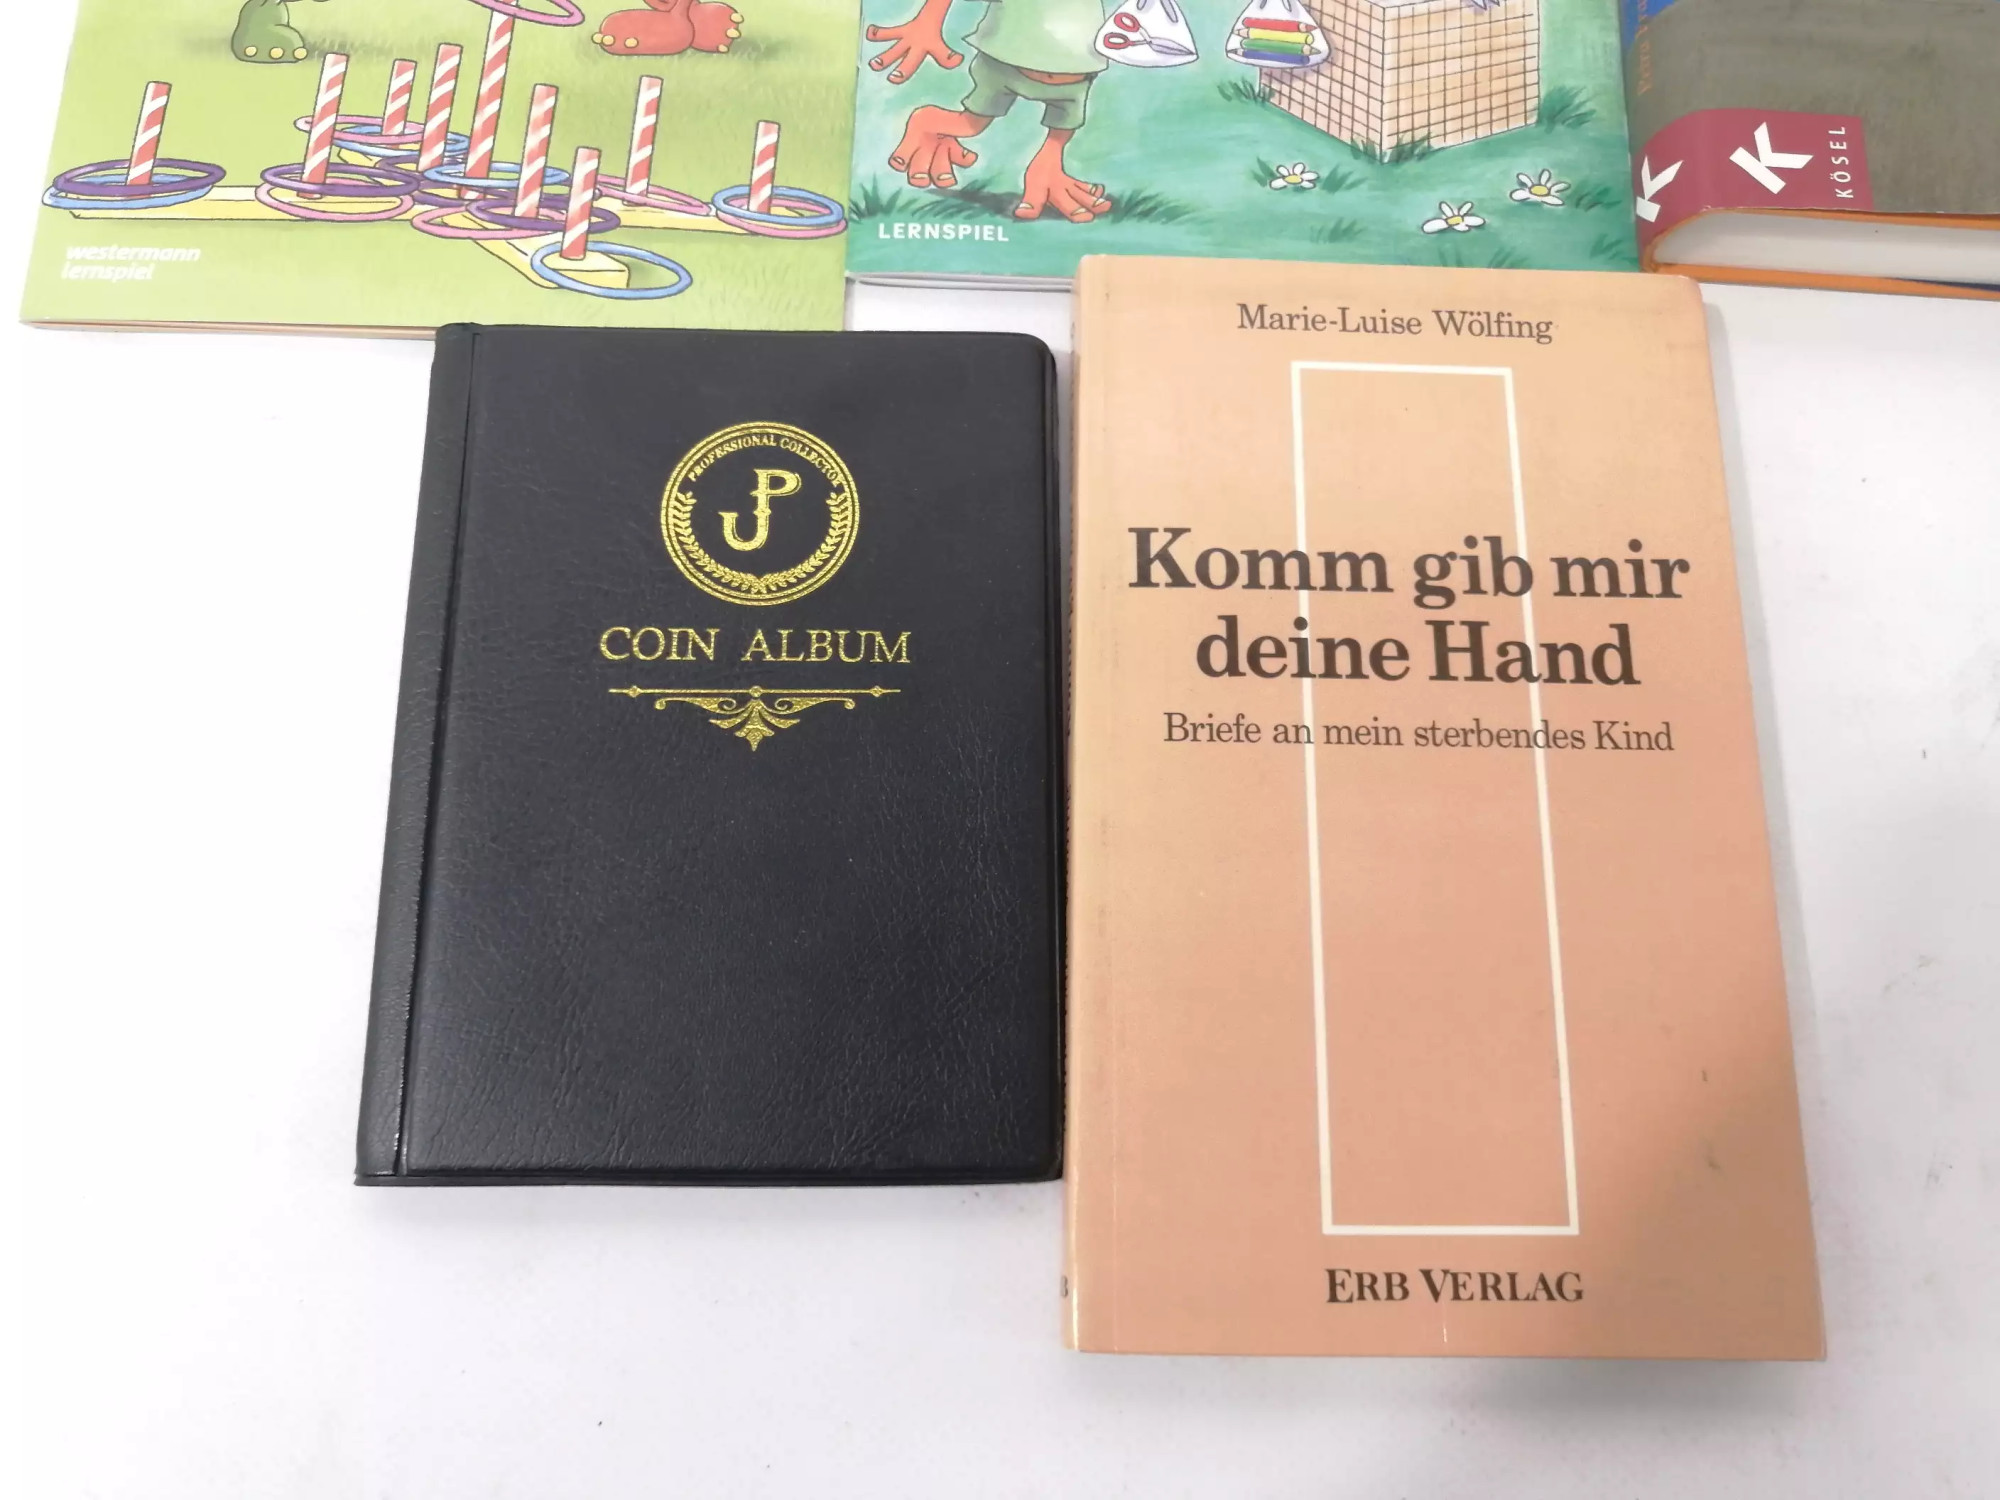 westermann
lernspiel
LERNSPIEL
K
K
KÖSEL
PROFESSIONAL COLLECTOR
PJ
COIN ALBUM
Marie-Luise Wölfing
Komm gib mir
deine Hand
Briefe an mein sterbendes Kind
ERB VERLAG